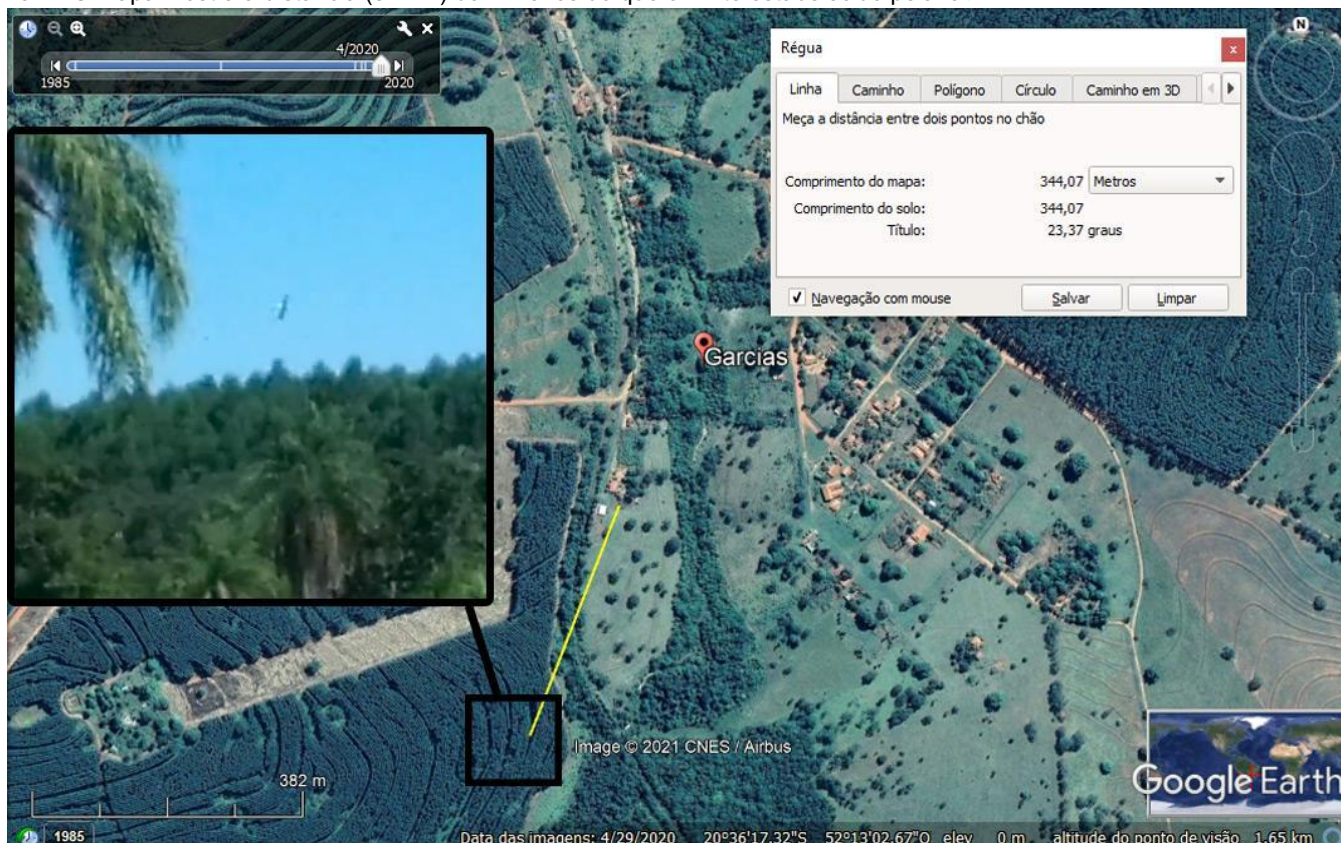 N
4/2020
1985
2020
Régua
x
Linha
Caminho
Polígono
Círculo
Caminho em 3D
Meça a distância entre dois pontos no chão
Comprimento do mapa: 344,07 Metros
Comprimento do solo: 344,07
Título: 23,37 graus
Navegação com mouse
Salvar
Limpar
Garcias
Image © 2021 CNES / Airbus
382 m
Google Earth
1985
Data das imagens: 4/29/2020 20°36'17.32"S 52°13'02.67"O elev 0 m altitude do ponto de visão 1.65 km